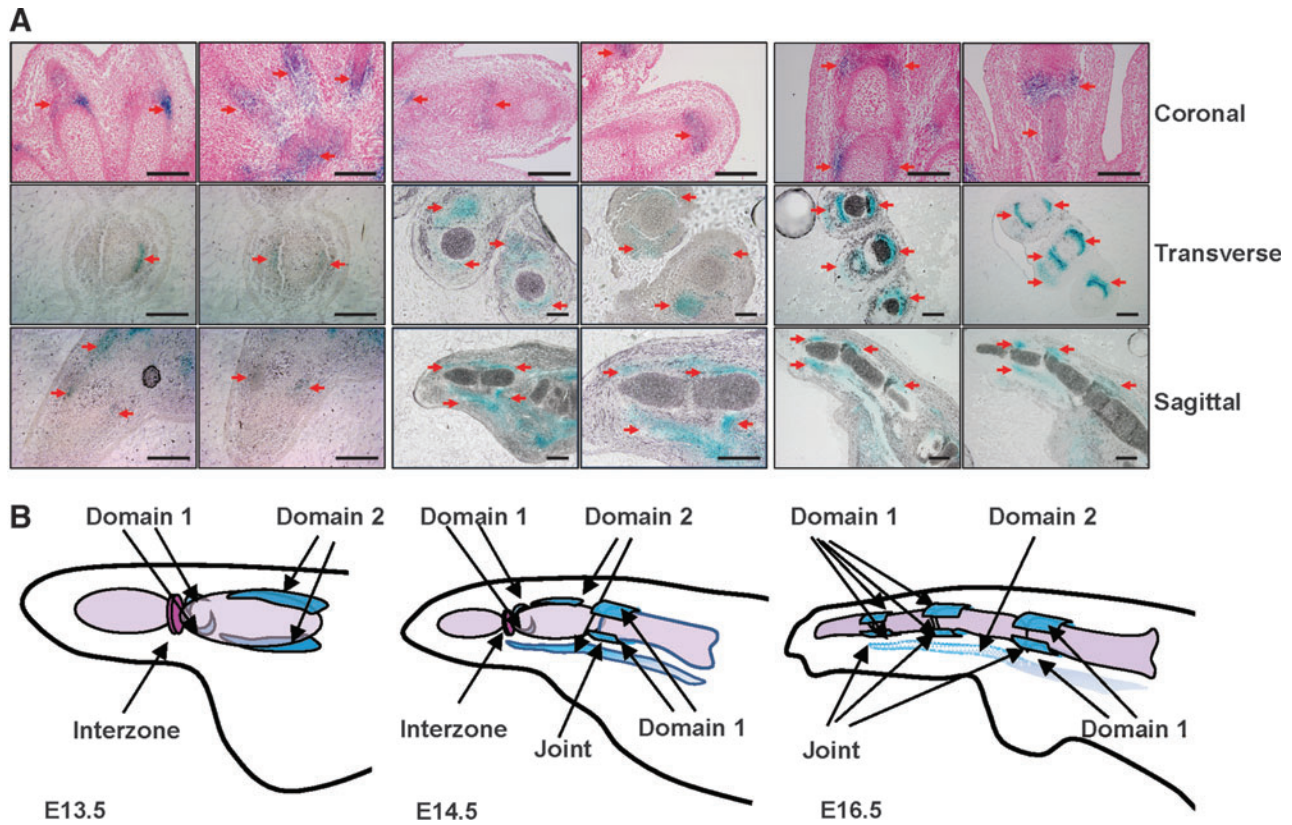 A
Coronal
Transverse
Sagittal
B
Domain 1
Domain 2
Domain 1
Domain 2
Domain 1
Domain 2
Interzone
Interzone
Joint
Domain 1
Joint
Domain 1
E13.5
E14.5
E16.5